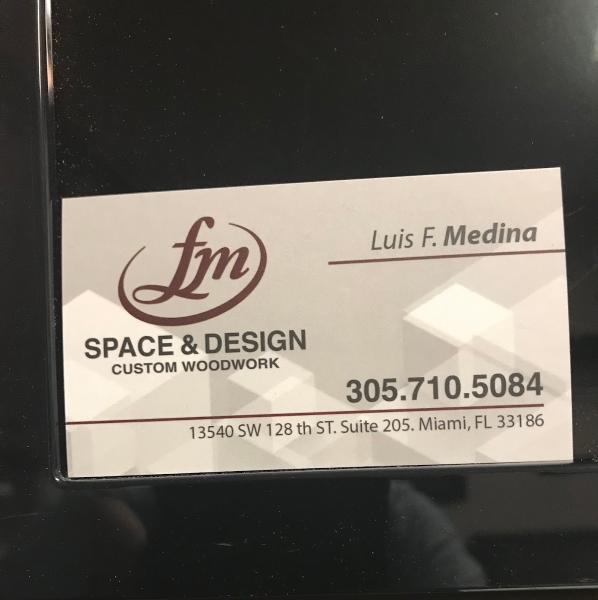 fm
SPACE & DESIGN
CUSTOM WOODWORK
Luis F. Medina
305.710.5084
13540 SW 128 th ST. Suite 205. Miami, FL 33186